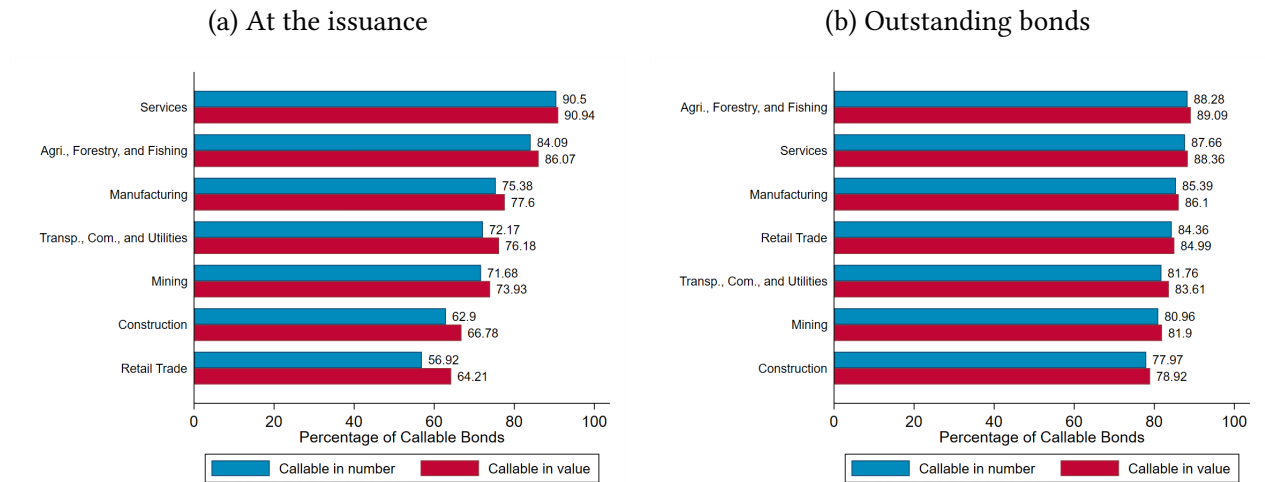 (a) At the issuance
Services
90.5
90.94
Agri., Forestry, and Fishing
84.09
86.07
Manufacturing
75.38
77.6
Transp., Com., and Utilities
72.17
76.18
Mining
71.68
73.93
Construction
62.9
66.78
Retail Trade
56.92
64.21
0 20 40 60 80 100
Percentage of Callable Bonds
Callable in number Callable in value
(b) Outstanding bonds
Agri., Forestry, and Fishing
88.28
89.09
Services
87.66
88.36
Manufacturing
85.39
86.1
Retail Trade
84.36
84.99
Transp., Com., and Utilities
81.76
83.61
Mining
80.96
81.9
Construction
77.97
78.92
0 20 40 60 80 100
Percentage of Callable Bonds
Callable in number Callable in value